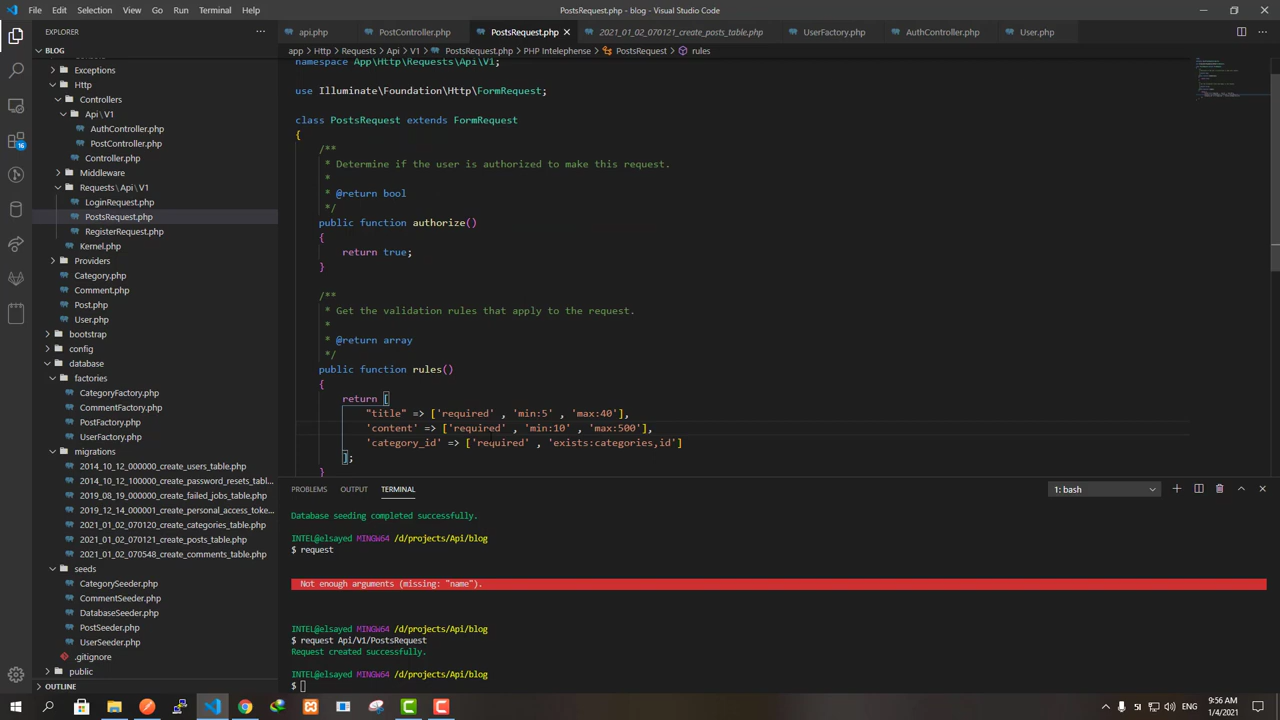 File Edit Selection View Go Run Terminal Help
PostsRequest.php - blog - Visual Studio Code
EXPLORER
api.php PostController.php PostsRequest.php 2021_01_02_070121_create_posts_table.php UserFactory.php AuthController.php User.php
app > Http > Requests > Api > V1 > PostsRequest.php > PHP Intelephense > PostsRequest > rules
BLOG
Exceptions
Http
Controllers
Api\V1
AuthController.php
PostController.php
Controller.php
Middleware
Requests\Api\V1
LoginRequest.php
PostsRequest.php
RegisterRequest.php
Kernel.php
Providers
Category.php
Comment.php
Post.php
User.php
bootstrap
config
database
factories
CategoryFactory.php
CommentFactory.php
PostFactory.php
UserFactory.php
migrations
2014_10_12_000000_create_users_table.php
2014_10_12_100000_create_password_resets_tabl...
2019_08_19_000000_create_failed_jobs_table.php
2019_12_14_000001_create_personal_access_toke...
2021_01_02_070120_create_categories_table.php
2021_01_02_070121_create_posts_table.php
2021_01_02_070548_create_comments_table.php
seeds
CategorySeeder.php
CommentSeeder.php
DatabaseSeeder.php
PostSeeder.php
UserSeeder.php
.gitignore
public
OUTLINE
16
namespace App\Http\Requests\Api\V1;
use Illuminate\Foundation\Http\FormRequest;
class PostsRequest extends FormRequest
{
/**
* Determine if the user is authorized to make this request.
*
* @return bool
*/
public function authorize()
{
return true;
}
/**
* Get the validation rules that apply to the request.
*
* @return array
*/
public function rules()
{
return [
"title" => ['required' , 'min:5' , 'max:40'],
'content' => ['required' , 'min:10' , 'max:500'],
'category_id' => ['required' , 'exists:categories,id']
];
}
PROBLEMS OUTPUT TERMINAL
1: bash
Database seeding completed successfully.
INTEL@elsayed MINGW64 /d/projects/Api/blog
$ request
Not enough arguments (missing: "name").
INTEL@elsayed MINGW64 /d/projects/Api/blog
$ request Api/V1/PostsRequest
Request created successfully.
INTEL@elsayed MINGW64 /d/projects/Api/blog
$
ENG
9:56 AM
1/4/2021